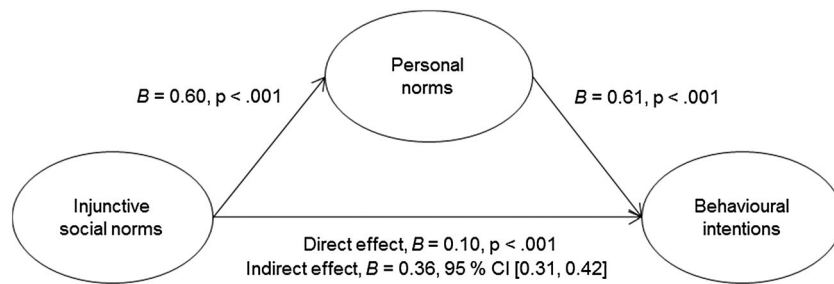 Personal
norms
B = 0.60, p < .001
B = 0.61, p < .001
Injunctive
social norms
Behavioural
intentions
Direct effect, B = 0.10, p < .001
Indirect effect, B = 0.36, 95 % CI [0.31, 0.42]